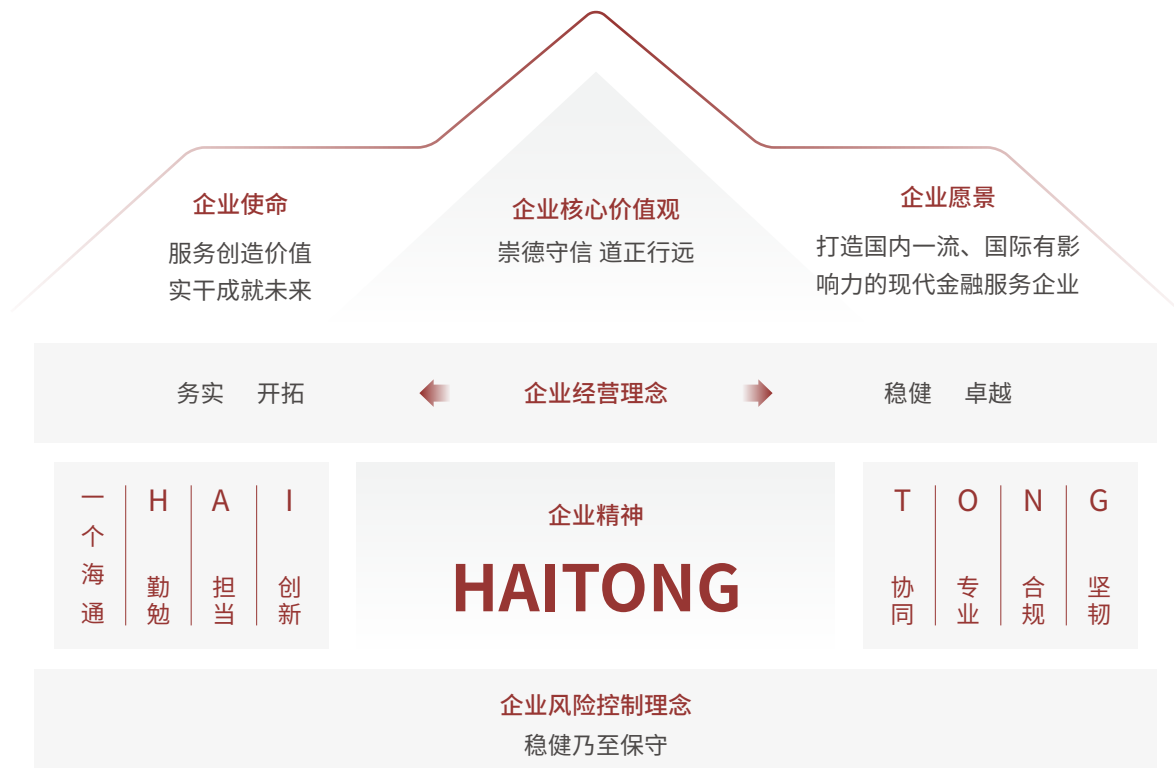 企业使命
服务创造价值
实干成就未来
企业核心价值观
崇德守信 道正行远
企业愿景
打造国内一流、国际有影
响力的现代金融服务企业
务实 开拓
企业经营理念
稳健 卓越
一个海通
H 勤勉
A 担当
I 创新
企业精神
HAITONG
T 协同
O 专业
N 合规
G 坚韧
企业风险控制理念
稳健乃至保守